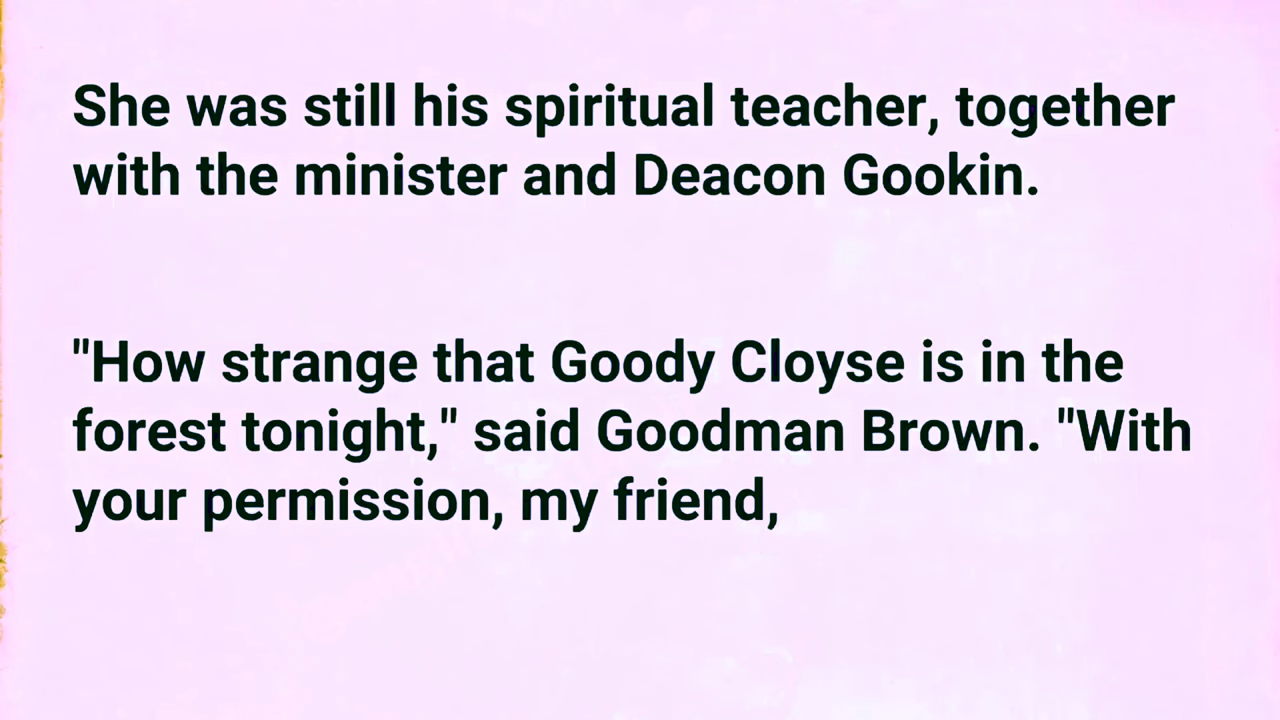 She was still his spiritual teacher, together
with the minister and Deacon Gookin.
"How strange that Goody Cloyse is in the
forest tonight," said Goodman Brown. "With
your permission, my friend,